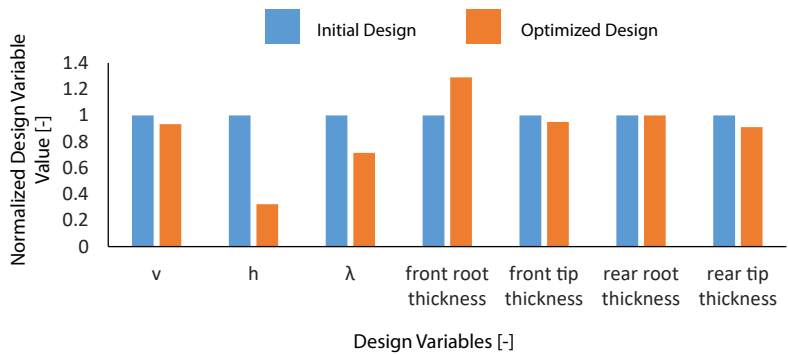 Initial Design
Optimized Design
Normalized Design Variable
Value [-]
1.4
1.2
1
0.8
0.6
0.4
0.2
0
v
h
λ
front root
thickness
front tip
thickness
rear root
thickness
rear tip
thickness
Design Variables [-]